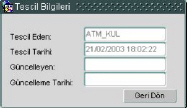 Tescil Bilgileri
Tescil Eden: ATM_KUL
Tescil Tarihi: 21/02/2003 18:02:22
Güncelleyen:
Güncelleme Tarihi:
Geri Dön